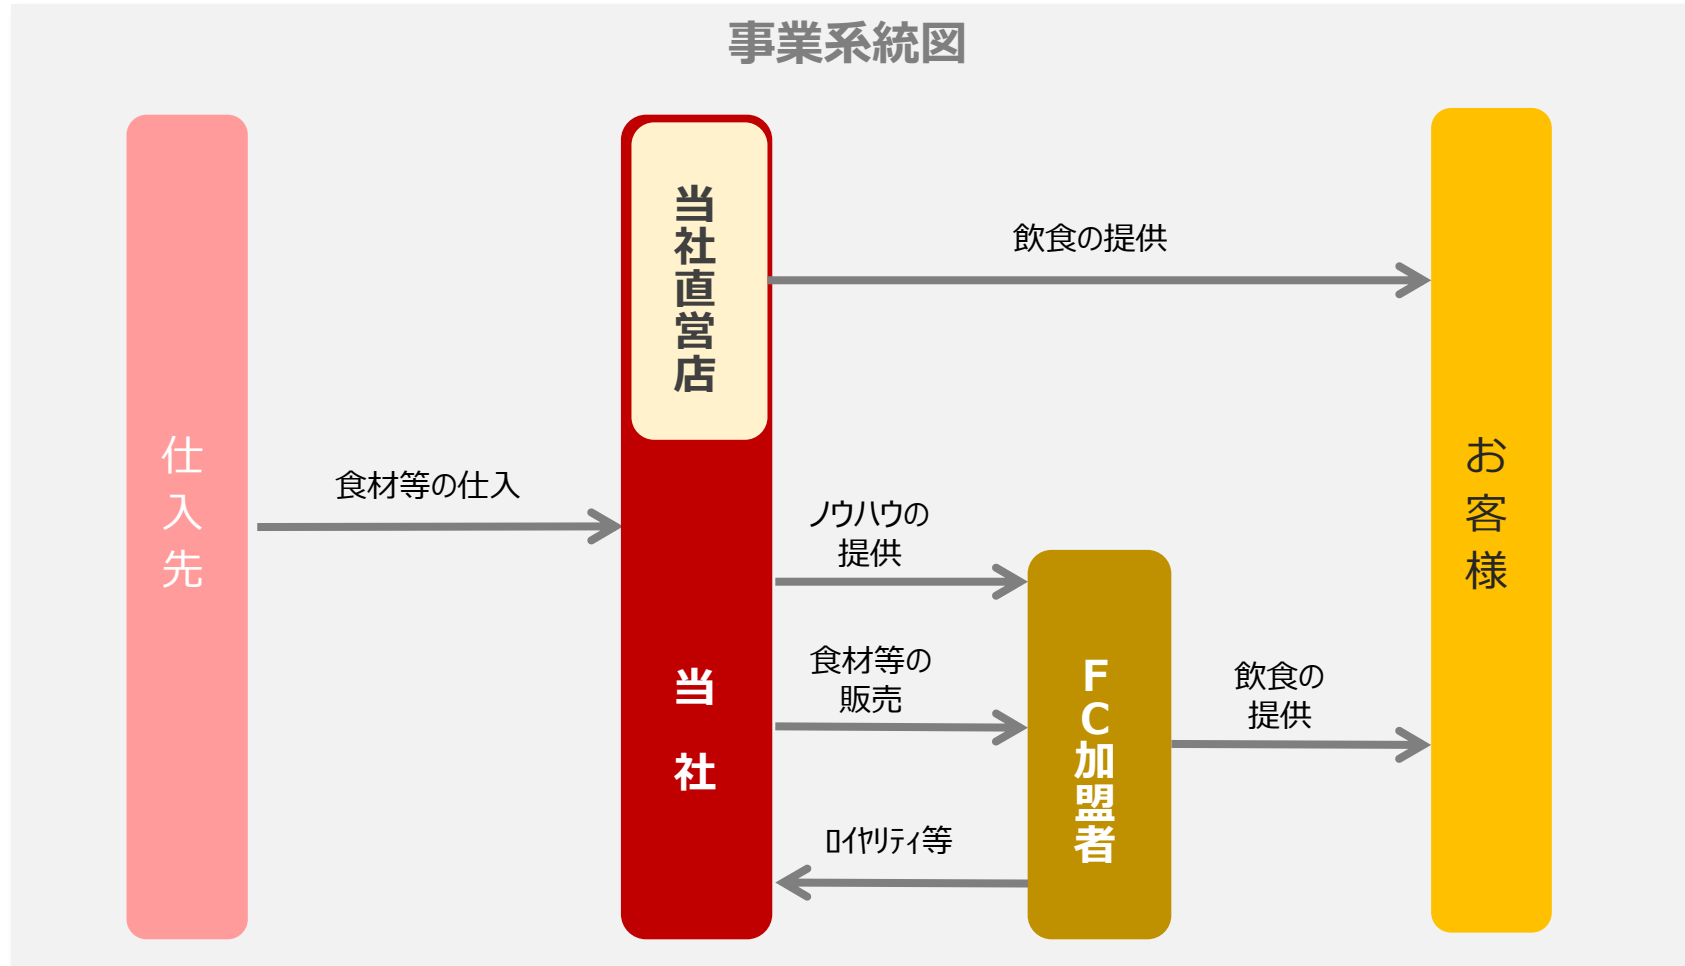 事業系統図
仕入先
食材等の仕入
当社直営店
当社
飲食の提供
ノウハウの
提供
食材等の
販売
ロイヤリティ等
FC加盟者
飲食の
提供
お客様